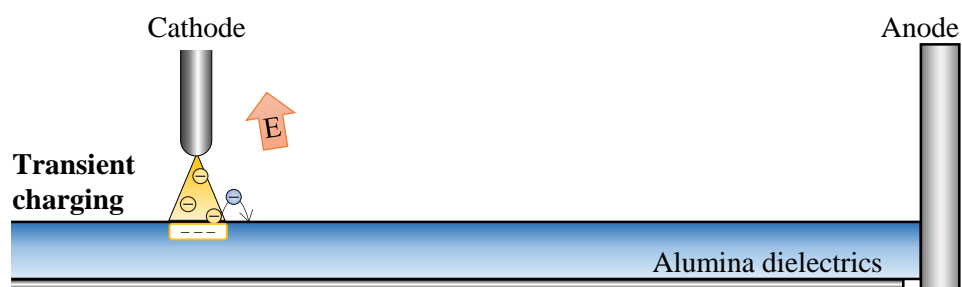 Cathode
Anode
E
Transient
charging
− − −
Alumina dielectrics